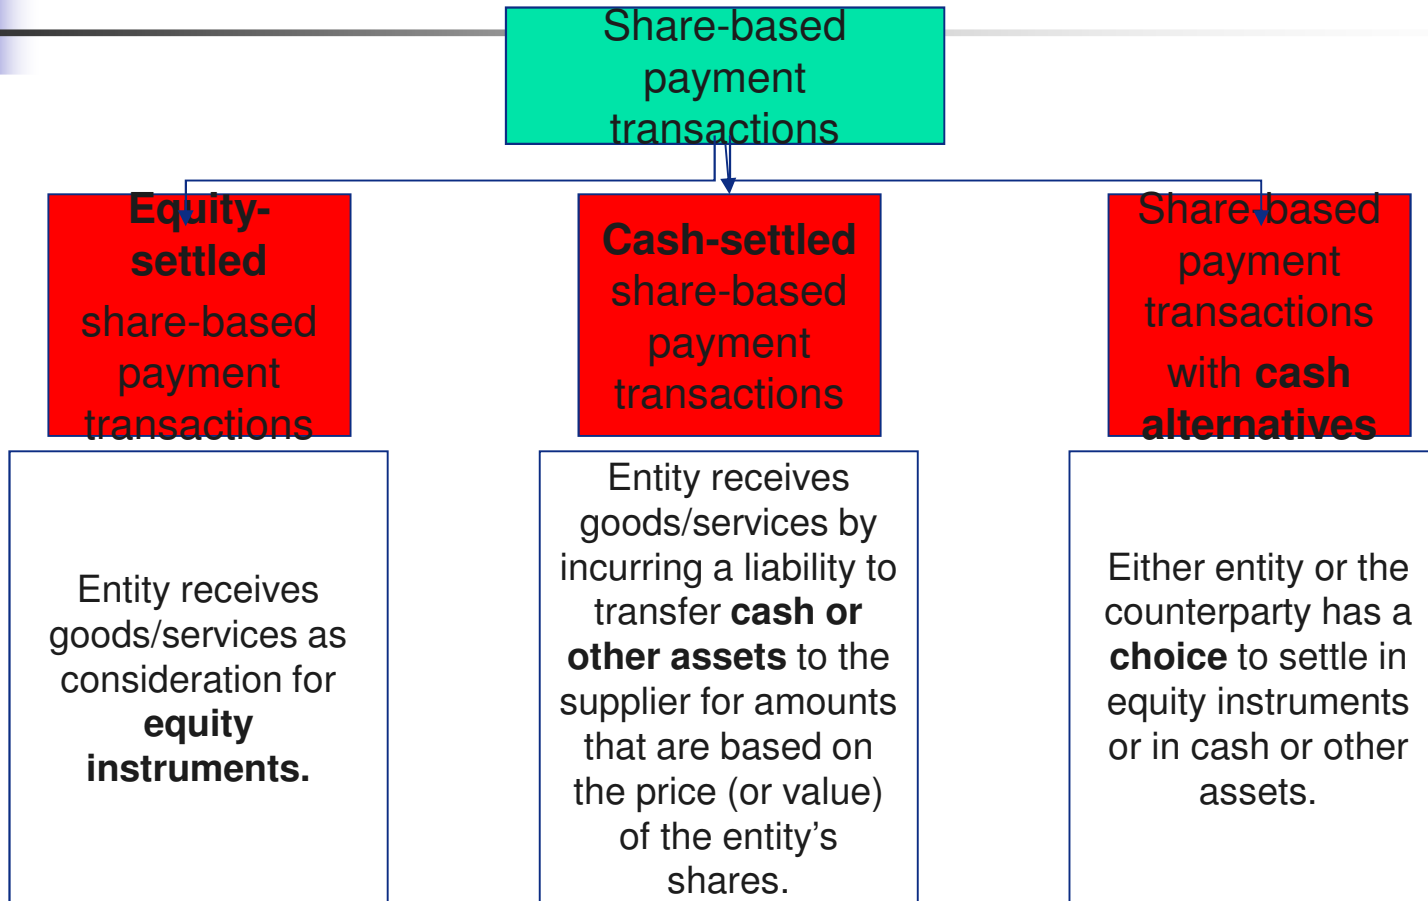 Share-based
payment
transactions
Equity-
settled
share-based
payment
transactions
Cash-settled
share-based
payment
transactions
Share-based
payment
transactions
with cash
alternatives
Entity receives
goods/services as
consideration for
equity
instruments.
Entity receives
goods/services by
incurring a liability to
transfer cash or
other assets to the
supplier for amounts
that are based on
the price (or value)
of the entity’s
shares.
Either entity or the
counterparty has a
choice to settle in
equity instruments
or in cash or other
assets.